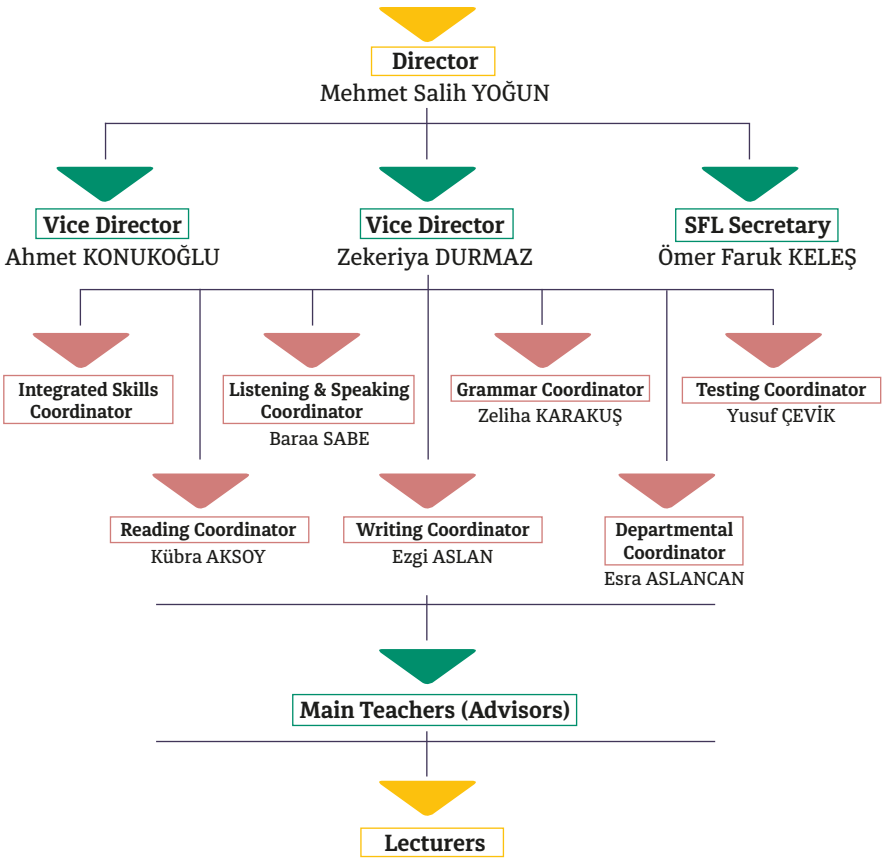 Director
Mehmet Salih YOĞUN
Vice Director
Ahmet KONUKOĞLU
Vice Director
Zekeriya DURMAZ
SFL Secretary
Ömer Faruk KELEŞ
Integrated Skills
Coordinator
Listening & Speaking
Coordinator
Baraa SABE
Grammar Coordinator
Zeliha KARAKUŞ
Testing Coordinator
Yusuf ÇEVİK
Reading Coordinator
Kübra AKSOY
Writing Coordinator
Ezgi ASLAN
Departmental
Coordinator
Esra ASLANCAN
Main Teachers (Advisors)
Lecturers